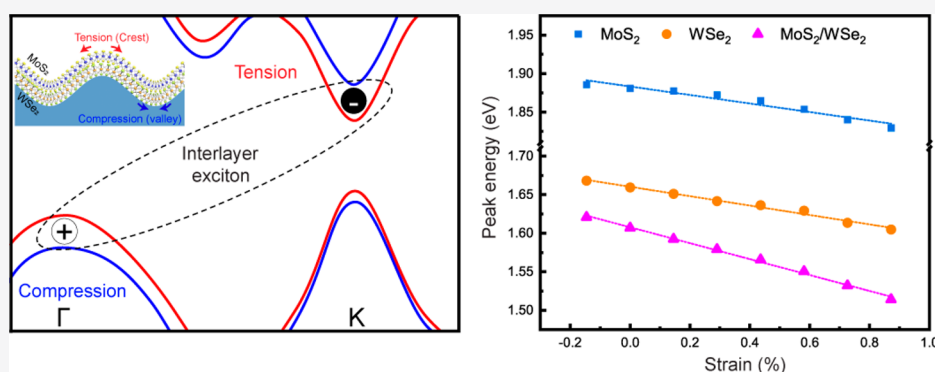 Tension (Crest)
MoS₂
WSe₂
Compression (valley)
Tension
-
Interlayer
exciton
+
Compression
Γ
K
MoS₂ WSe₂ MoS₂/WSe₂
Peak energy (eV)
1.95
1.90
1.85
1.70
1.65
1.60
1.55
1.50
-0.2 0.0 0.2 0.4 0.6 0.8 1.0
Strain (%)